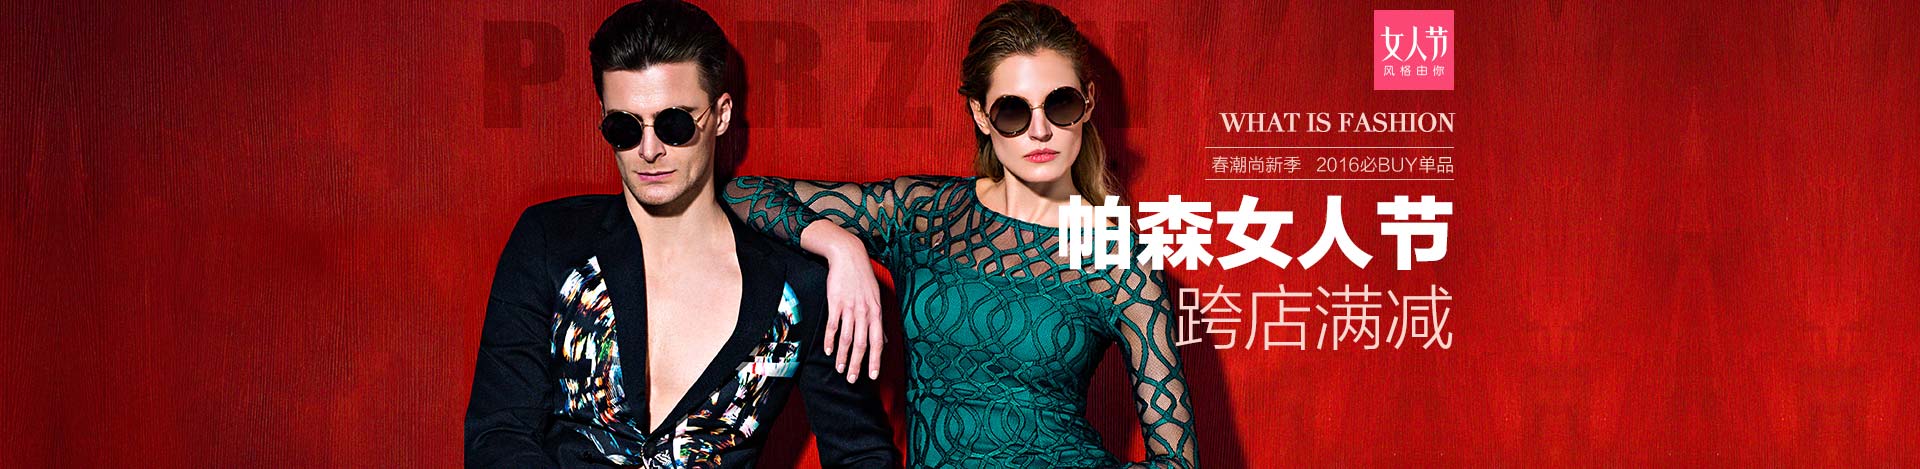 PARZIN
女人节
风格由你
WHAT IS FASHION
春潮尚新季 2016必BUY单品
帕森女人节
跨店满减